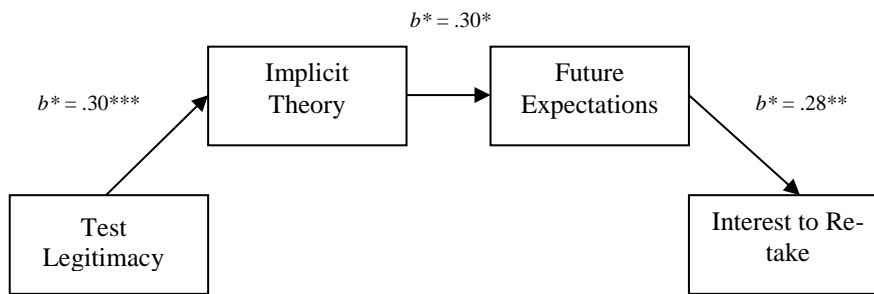 b* = .30*
Implicit
Theory
Future
Expectations
b* = .30***
b* = .28**
Test
Legitimacy
Interest to Re-
take